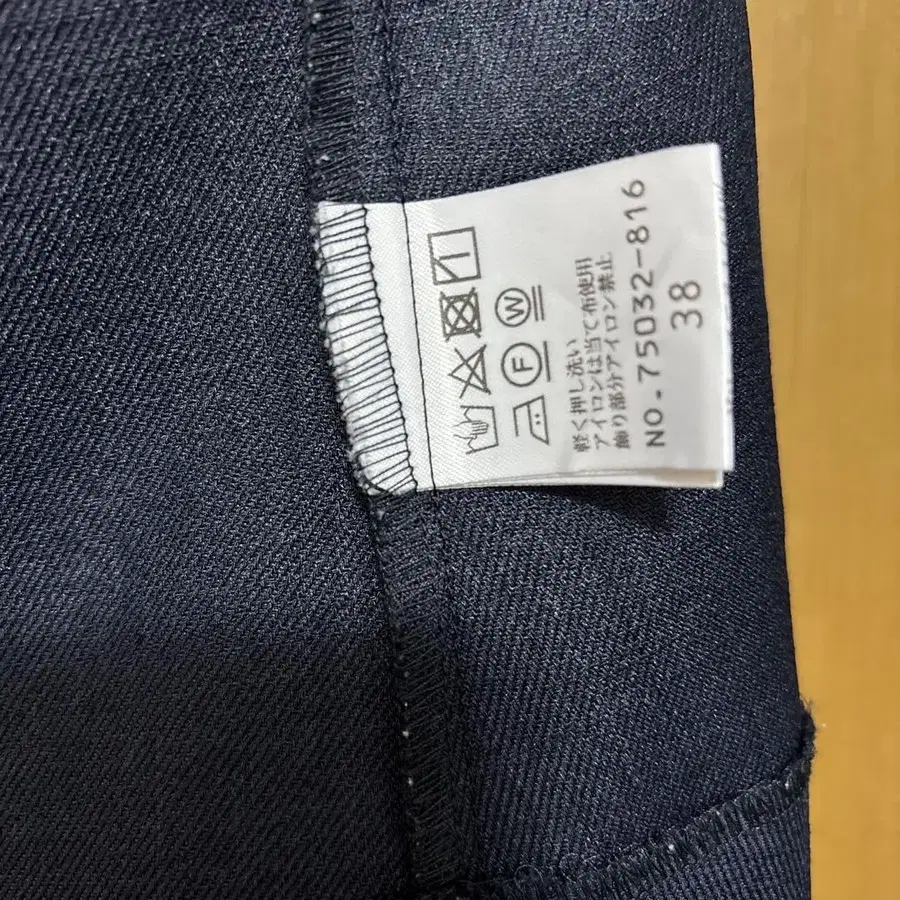 F W
軽く押し洗い
アイロンは当て布使用
飾り部分アイロン禁止
NO.75032-816
38